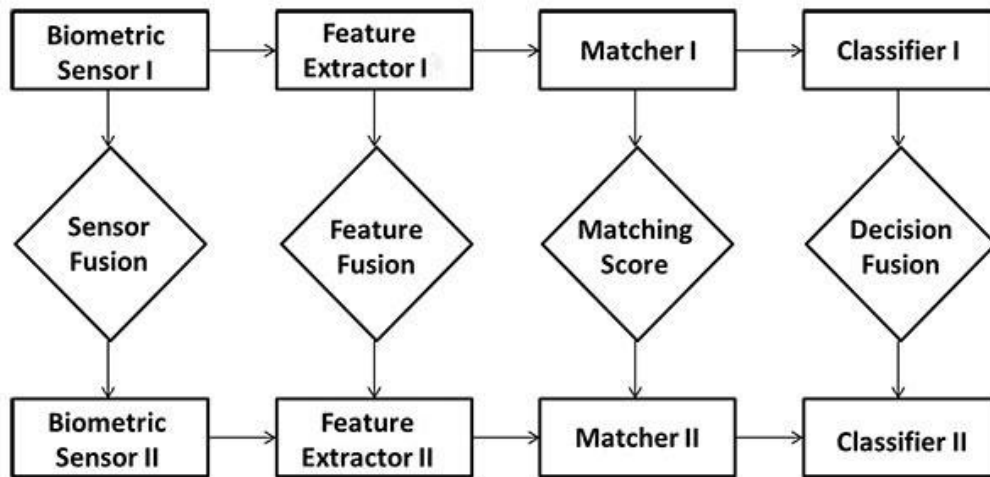 Biometric
Sensor I
Feature
Extractor I
Matcher I
Classifier I
Sensor
Fusion
Feature
Fusion
Matching
Score
Decision
Fusion
Biometric
Sensor II
Feature
Extractor II
Matcher II
Classifier II